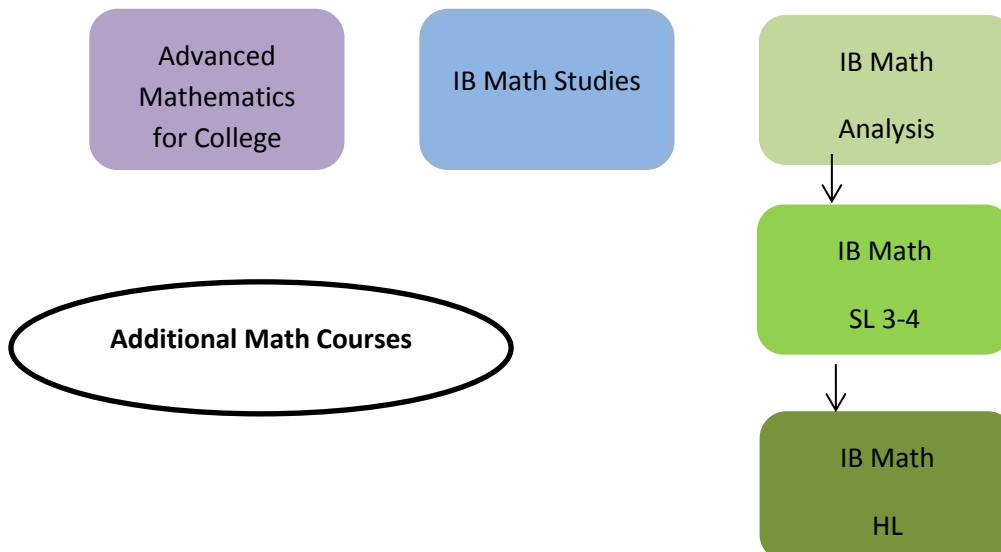 Advanced
Mathematics
for College
IB Math Studies
IB Math
Analysis
IB Math
SL 3-4
Additional Math Courses
IB Math
HL